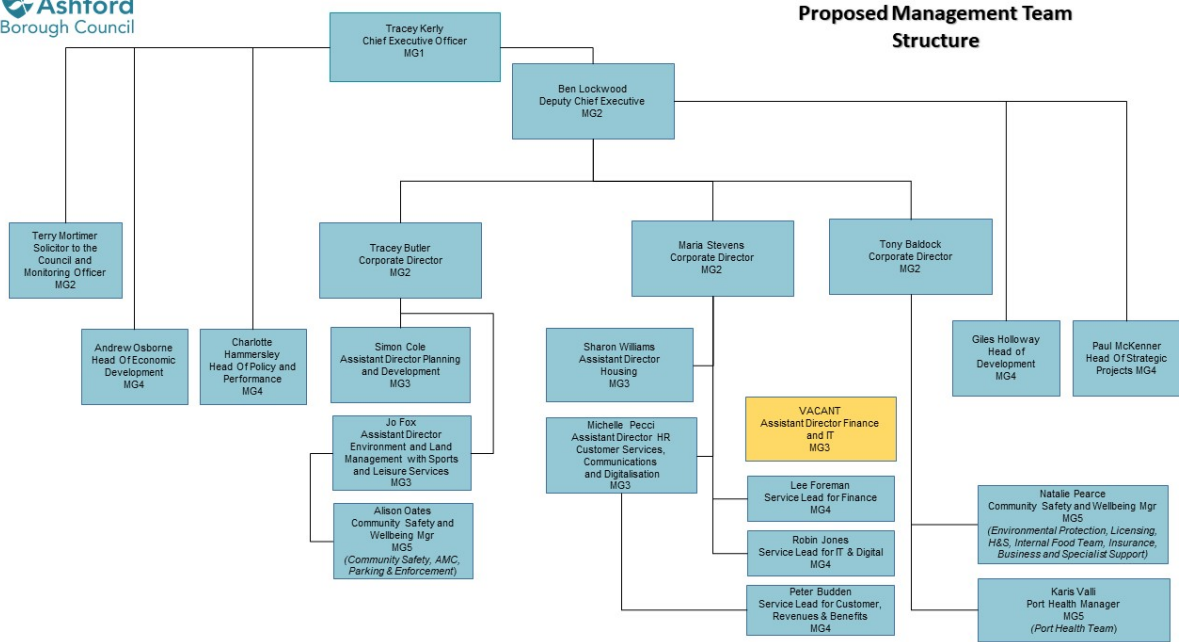 Ashford
Borough Council
Proposed Management Team
Structure
Tracey Kerly
Chief Executive Officer
MG1
Ben Lockwood
Deputy Chief Executive
MG2
Terry Mortimer
Solicitor to the
Council and
Monitoring Officer
MG2
Tracey Butler
Corporate Director
MG2
Maria Stevens
Corporate Director
MG2
Tony Baldock
Corporate Director
MG2
Andrew Osborne
Head Of Economic
Development
MG4
Charlotte
Hammersley
Head Of Policy and
Performance
MG4
Simon Cole
Assistant Director Planning
and Development
MG3
Sharon Williams
Assistant Director
Housing
MG3
Giles Holloway
Head of
Development
MG4
Paul McKenner
Head Of Strategic
Projects MG4
Jo Fox
Assistant Director
Environment and Land
Management with Sports
and Leisure Services
MG3
Michelle Pecci
Assistant Director HR
Customer Services,
Communications
and Digitalisation
MG3
VACANT
Assistant Director Finance
and IT
MG3
Alison Oates
Community Safety and
Wellbeing Mgr
MG5
(Community Safety, AMC,
Parking & Enforcement)
Lee Foreman
Service Lead for Finance
MG4
Robin Jones
Service Lead for IT & Digital
MG4
Peter Budden
Service Lead for Customer,
Revenues & Benefits
MG4
Natalie Pearce
Community Safety and Wellbeing Mgr
MG5
(Environmental Protection, Licensing,
H&S, Internal Food Team, Insurance,
Business and Specialist Support)
Karis Valli
Port Health Manager
MG5
(Port Health Team)